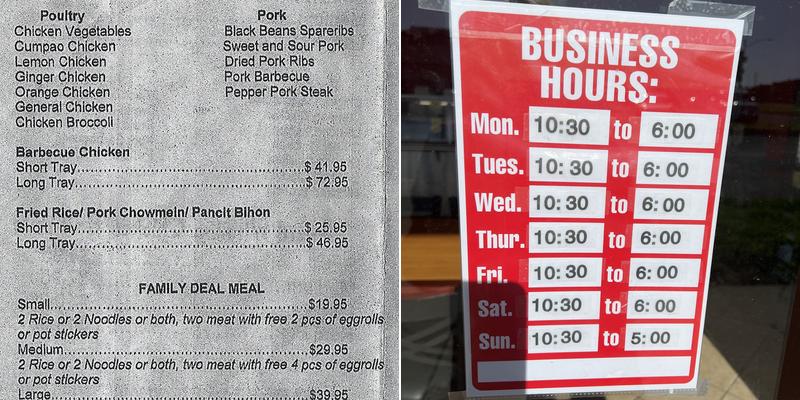 Poultry
Pork
Chicken Vegetables
Black Beans Spareribs
Cumpao Chicken
Sweet and Sour Pork
Lemon Chicken
Dried Pork Ribs
Ginger Chicken
Pork Barbecue
Orange Chicken
Pepper Pork Steak
General Chicken
Chicken Broccoli
Barbecue Chicken
Short Tray..........................................................$ 41.95
Long Tray..........................................................$ 72.95
Fried Rice/ Pork Chowmein/ Pancit Bihon
Short Tray..........................................................$ 25.95
Long Tray..........................................................$ 46.95
FAMILY DEAL MEAL
Small..........................................................$19.95
2 Rice or 2 Noodles or both, two meat with free 2 pcs of eggrolls
or pot stickers
Medium..........................................................$29.95
2 Rice or 2 Noodles or both, two meat with free 4 pcs of eggrolls
or pot stickers
Large..........................................................$39.95
BUSINESS
HOURS:
Mon. 10:30 to 6:00
Tues. 10:30 to 6:00
Wed. 10:30 to 6:00
Thur. 10:30 to 6:00
Fri. 10:30 to 6:00
Sat. 10:30 to 6:00
Sun. 10:30 to 5:00